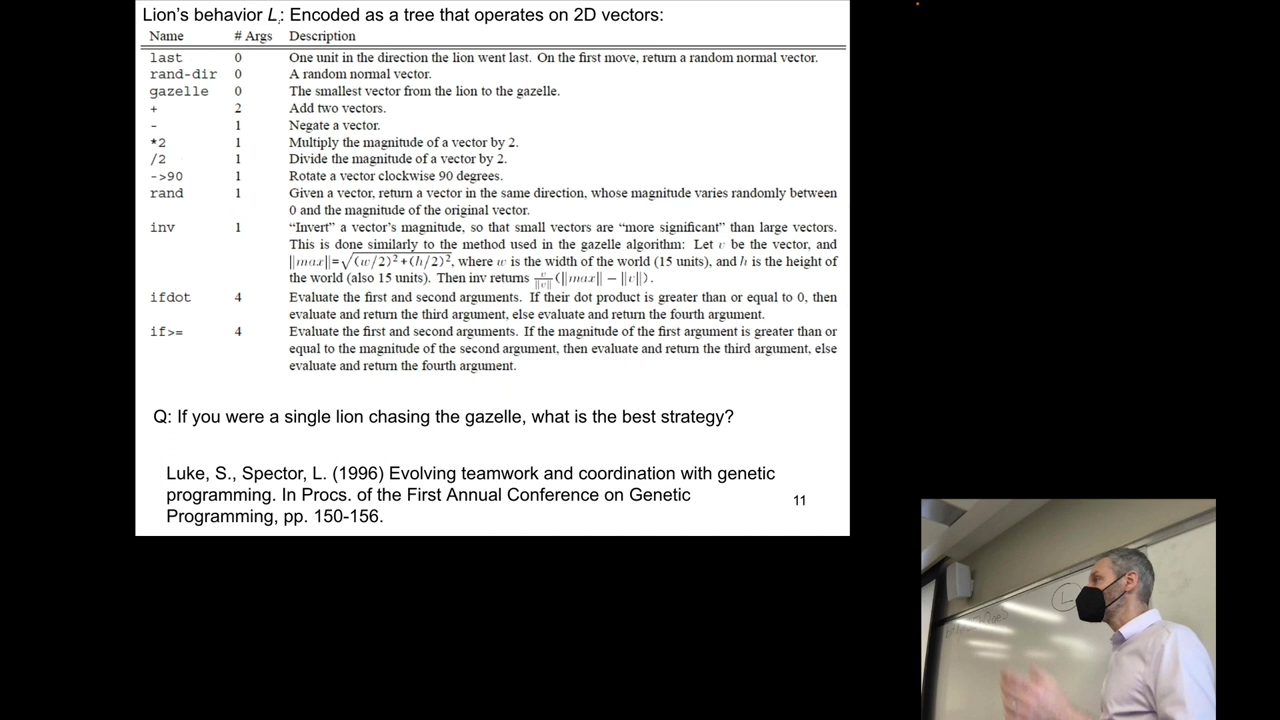 Lion's behavior Li: Encoded as a tree that operates on 2D vectors:
Name # Args Description
last 0 One unit in the direction the lion went last. On the first move, return a random normal vector.
rand-dir 0 A random normal vector.
gazelle 0 The smallest vector from the lion to the gazelle.
+ 2 Add two vectors.
- 1 Negate a vector.
*2 1 Multiply the magnitude of a vector by 2.
/2 1 Divide the magnitude of a vector by 2.
->90 1 Rotate a vector clockwise 90 degrees.
rand 1 Given a vector, return a vector in the same direction, whose magnitude varies randomly between
0 and the magnitude of the original vector.
inv 1 "Invert" a vector's magnitude, so that small vectors are "more significant" than large vectors.
This is done similarly to the method used in the gazelle algorithm: Let v be the vector, and
||max||=√(w/2)²+(h/2)², where w is the width of the world (15 units), and h is the height of
the world (also 15 units). Then inv returns v/||v||(||max|| − ||v||).
ifdot 4 Evaluate the first and second arguments. If their dot product is greater than or equal to 0, then
evaluate and return the third argument, else evaluate and return the fourth argument.
if>= 4 Evaluate the first and second arguments. If the magnitude of the first argument is greater than or
equal to the magnitude of the second argument, then evaluate and return the third argument, else
evaluate and return the fourth argument.
Q: If you were a single lion chasing the gazelle, what is the best strategy?
Luke, S., Spector, L. (1996) Evolving teamwork and coordination with genetic
programming. In Procs. of the First Annual Conference on Genetic
Programming, pp. 150-156.
11
L